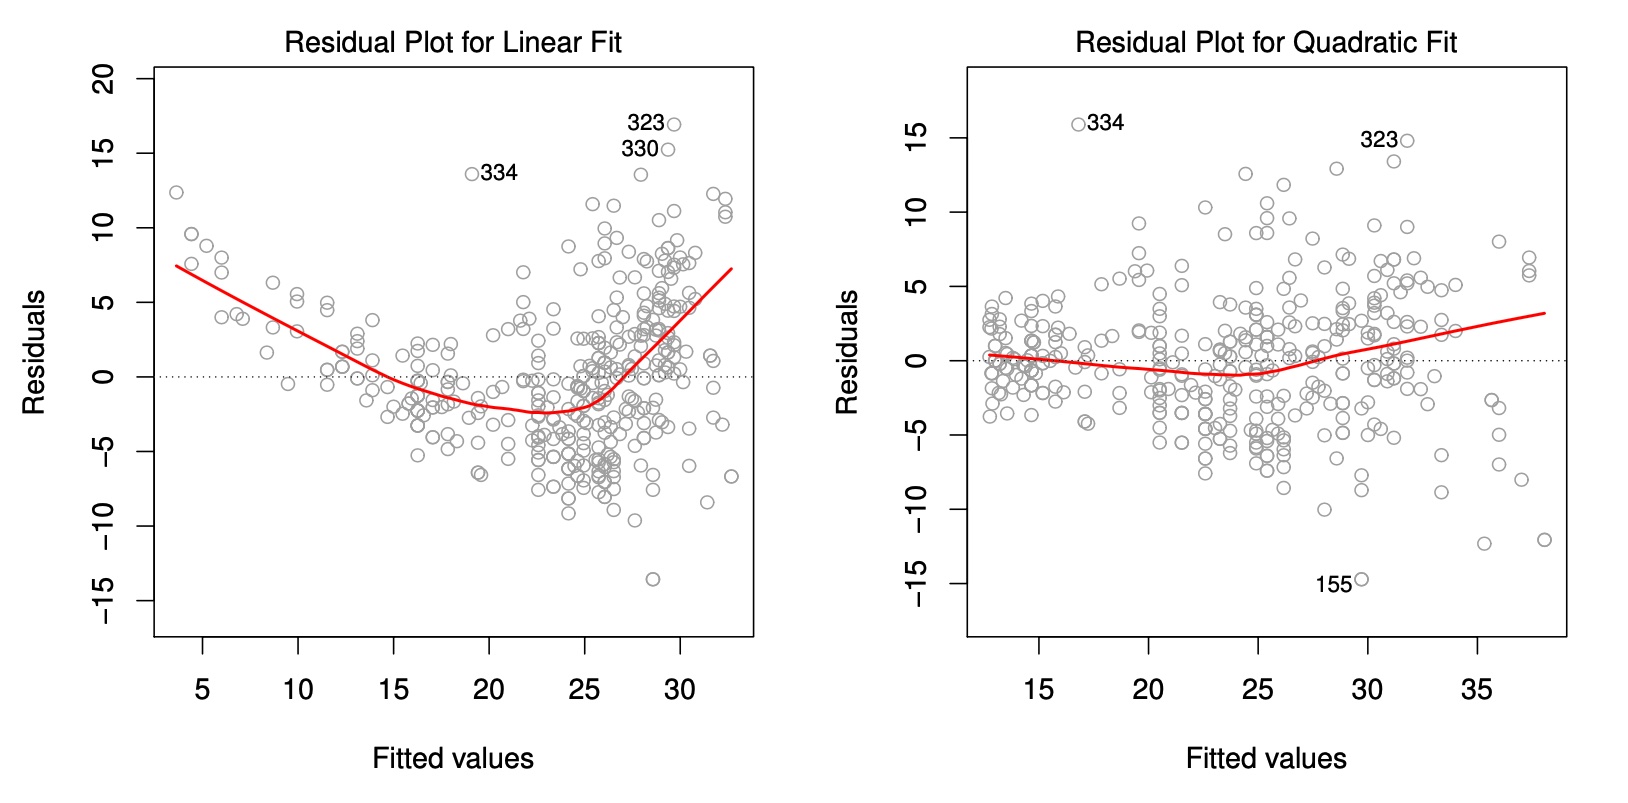 Residual Plot for Linear Fit
20
15
10
5
0
−5
−10
−15
Residuals
323
330
334
5 10 15 20 25 30
Fitted values
Residual Plot for Quadratic Fit
15
10
5
0
−5
−10
−15
Residuals
334
323
155
15 20 25 30 35
Fitted values